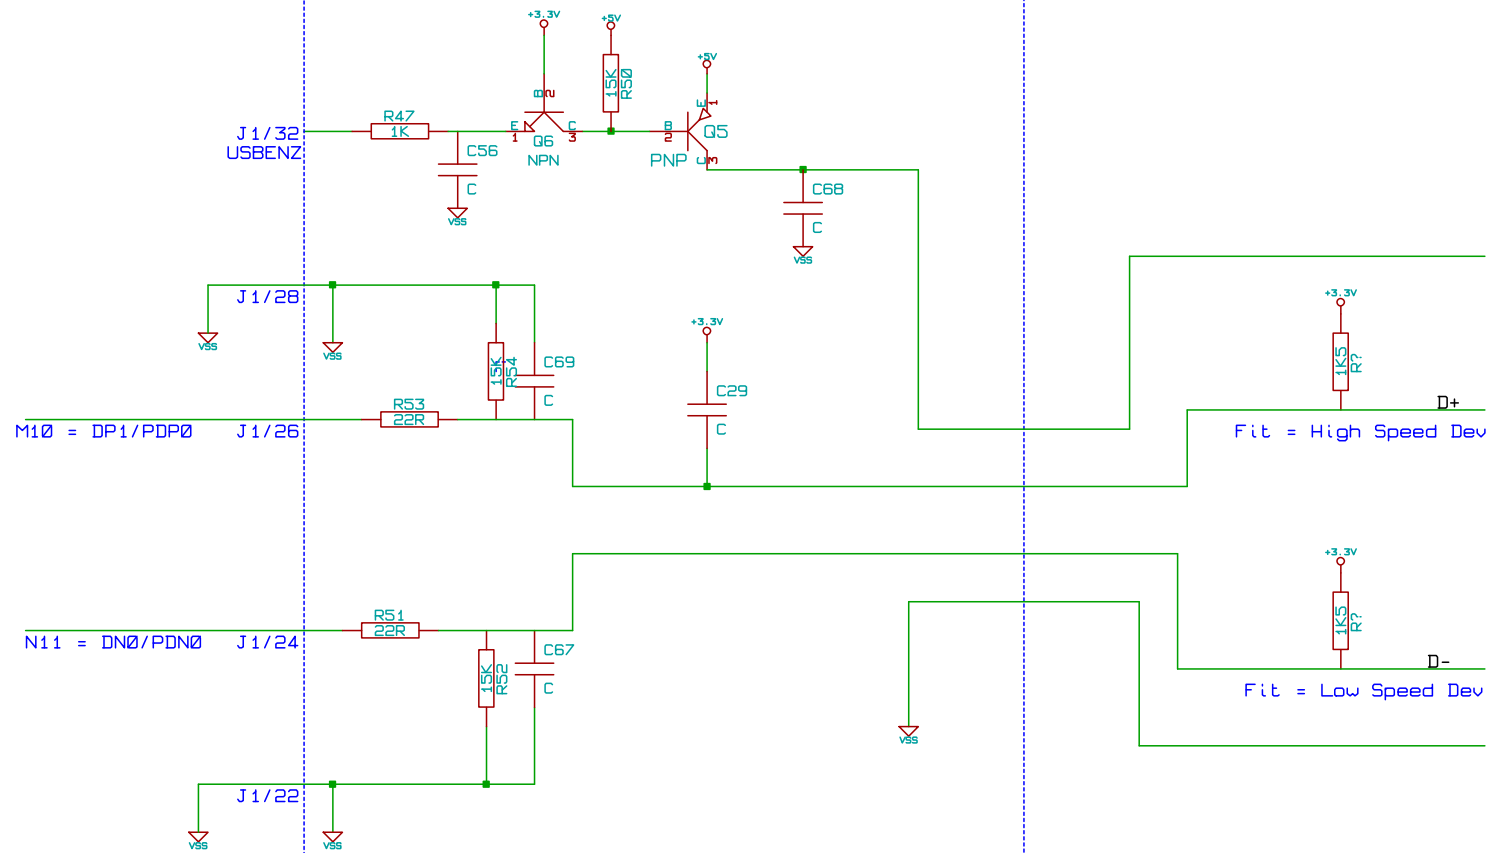 +3.3V
+5V
15K
R50
+5V
B
2
E
1
R47
1K
J1/32
USBENZ
E
1
C
3
Q6
NPN
B
2
Q5
PNP
C
3
C56
C
VSS
C68
C
VSS
J1/28
VSS
VSS
15K
R54
C69
C
+3.3V
C29
C
+3.3V
1K5
R?
R53
22R
M10 = DP1/PDP0
J1/26
D+
Fit = High Speed Dev
+3.3V
1K5
R?
R51
22R
N11 = DN0/PDN0
J1/24
15K
R52
C67
C
D-
Fit = Low Speed Dev
VSS
J1/22
VSS
VSS